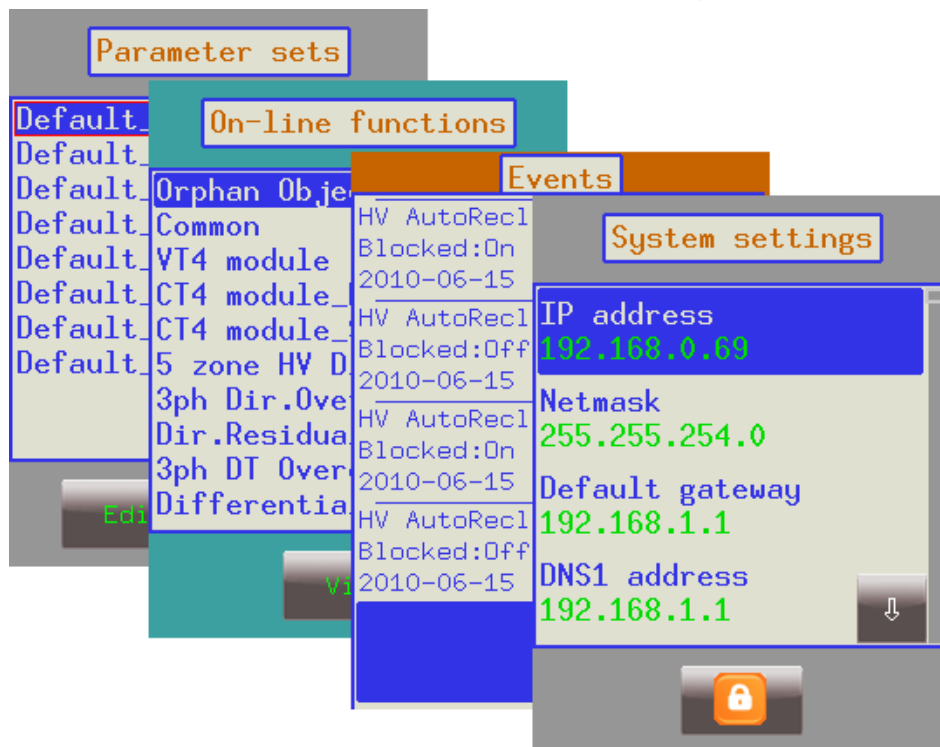 Parameter sets
Default_
Default_
Default_
Default_
Default_
Default_
Default_
Default_
Edi
On-line functions
Orphan Obje
Common
VT4 module
CT4 module_
CT4 module_
5 zone HV D
3ph Dir.Ove
Dir.Residua
3ph DT Over
Differentia
Vi
Events
HV AutoRecl
Blocked:On
2010-06-15
HV AutoRecl
Blocked:Off
2010-06-15
HV AutoRecl
Blocked:On
2010-06-15
HV AutoRecl
Blocked:Off
2010-06-15
System settings
IP address
192.168.0.69
Netmask
255.255.254.0
Default gateway
192.168.1.1
DNS1 address
192.168.1.1
⇩